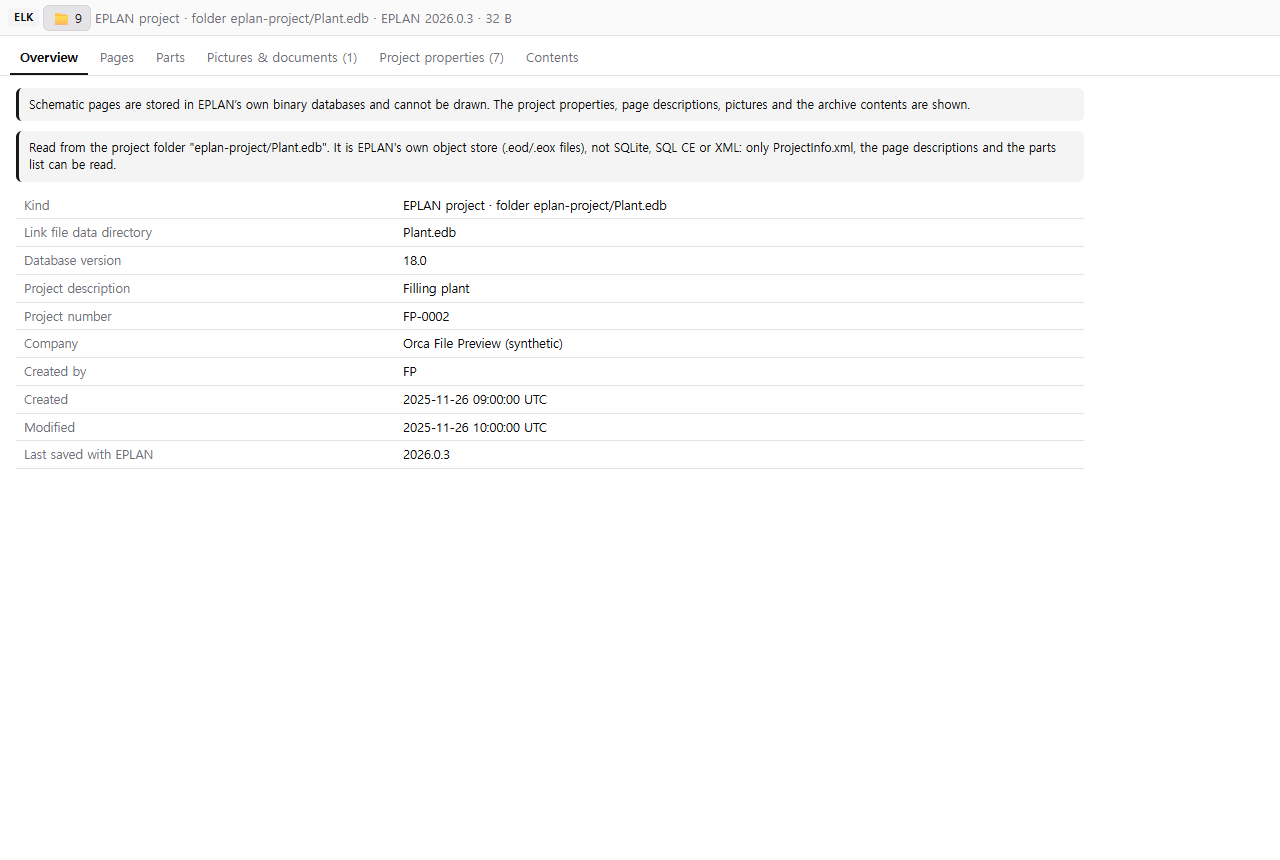 ELK 9 EPLAN project · folder eplan-project/Plant.edb · EPLAN 2026.0.3 · 32 B
Overview Pages Parts Pictures & documents (1) Project properties (7) Contents
Schematic pages are stored in EPLAN's own binary databases and cannot be drawn. The project properties, page descriptions, pictures and the archive contents are shown.
Read from the project folder "eplan-project/Plant.edb". It is EPLAN's own object store (.eod/.eox files), not SQLite, SQL CE or XML: only ProjectInfo.xml, the page descriptions and the parts
list can be read.
Kind EPLAN project · folder eplan-project/Plant.edb
Link file data directory Plant.edb
Database version 18.0
Project description Filling plant
Project number FP-0002
Company Orca File Preview (synthetic)
Created by FP
Created 2025-11-26 09:00:00 UTC
Modified 2025-11-26 10:00:00 UTC
Last saved with EPLAN 2026.0.3